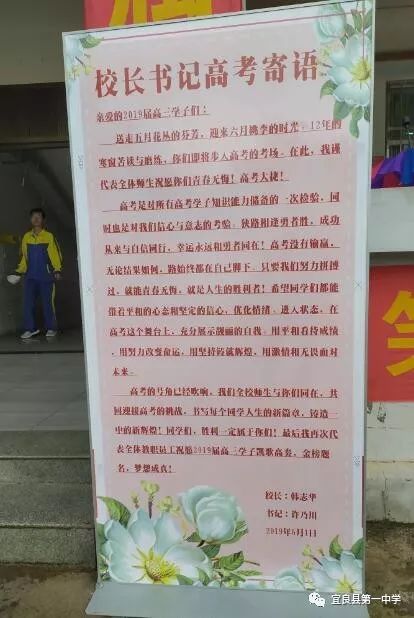 校长书记高考寄语
亲爱的2019届高三学子们：
送走五月花丛的芬芳，迎来六月桃李的时光，12年的
寒窗苦读与磨炼，你们即将步入高考的考场。在此，我谨
代表全体师生祝愿你们青春无悔！高考大捷！
高考是对所有高考学子知识能力储备的一次检验，同
时也是对我们信心与意志的考验。狭路相逢勇者胜，成功
从来与自信同行，幸运永远和勇者同在！高考没有输赢，
无论结果如何，路始终都在自己脚下。只要我们努力拼搏
过，就能青春无悔，就是人生的胜利者！希望同学们都能
带着平和的心态和坚定的信心，优化情绪、进入状态，在
高考这个舞台上，充分展示靓丽的自我。用平和看待成绩
，用努力改变命运，用坚持铸就辉煌，用激情和无畏面对
未来。
高考的号角已经吹响，我们全校师生与你们同在，共
同迎接高考的挑战，书写每个同学人生的新篇章，铸造一
中的新辉煌！同学们，胜利一定属于你们！最后我再次代
表全体教职员工祝愿2019届高三学子凯歌高奏，金榜题
名，梦想成真！
校长：韩志华
书记：许乃川
2019年6月1日
宜良县第一中学